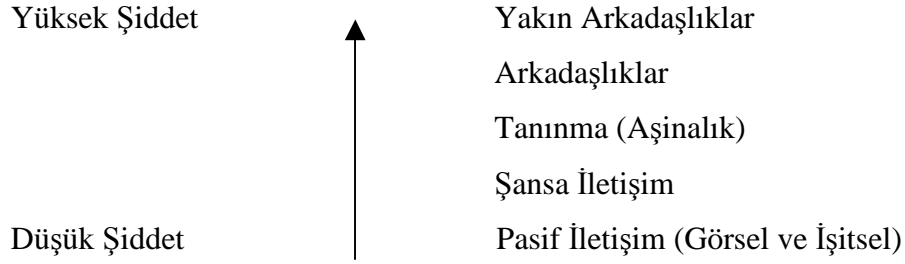 Yüksek Şiddet Yakın Arkadaşlıklar
Arkadaşlıklar
Tanınma (Aşinalık)
Şansa İletişim
Düşük Şiddet Pasif İletişim (Görsel ve İşitsel)